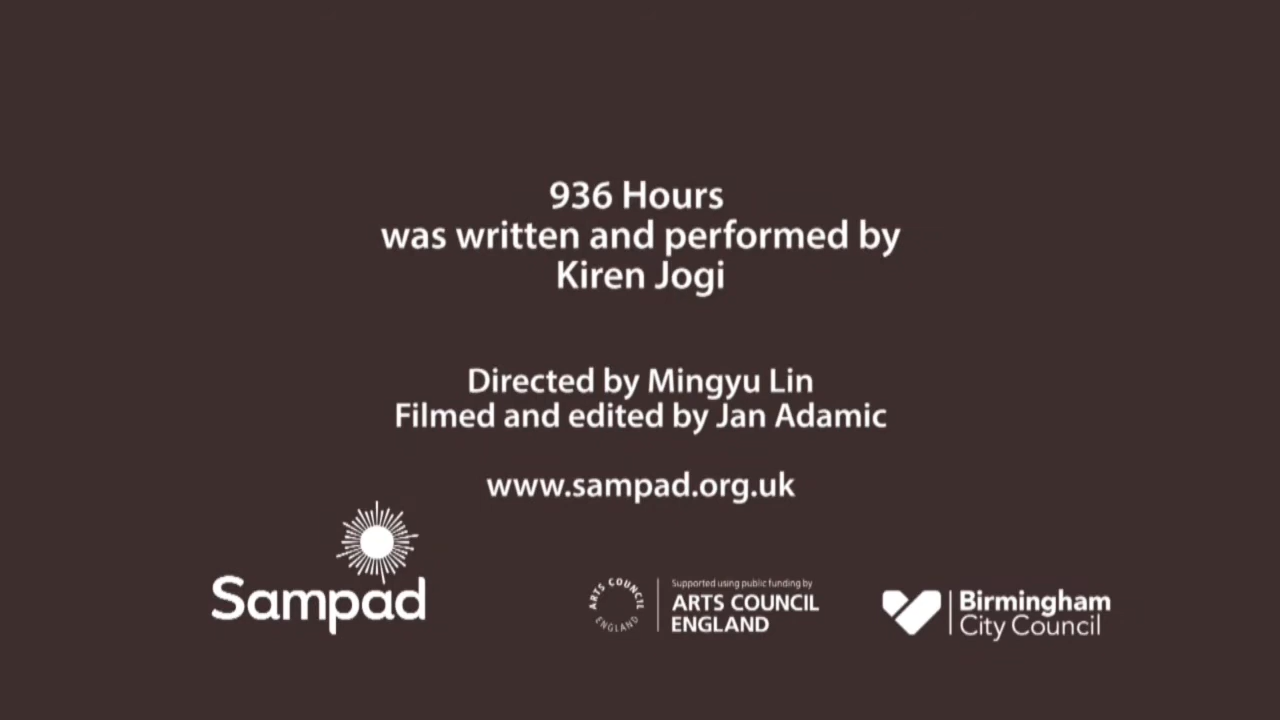 936 Hours
was written and performed by
Kiren Jogi
Directed by Mingyu Lin
Filmed and edited by Jan Adamic
www.sampad.org.uk
Sampad
ARTS COUNCIL
ENGLAND
Supported using public funding by
ARTS COUNCIL
ENGLAND
Birmingham
City Council